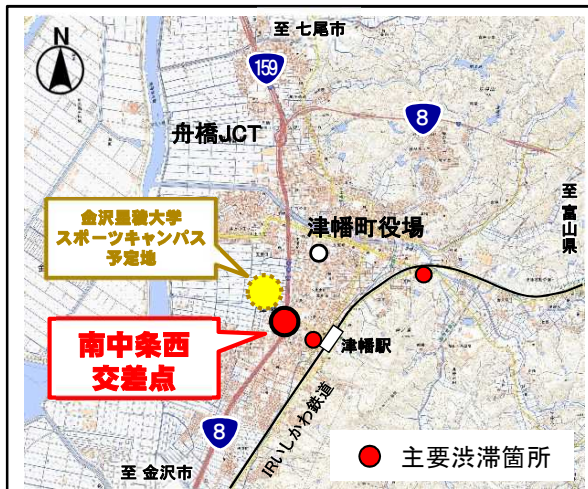 至 七尾市
N
159
8
舟橋JCT
至 富山県
金沢星稜大学
スポーツキャンパス
予定地
津幡町役場
南中条西
交差点
津幡駅
IRいしかわ鉄道
8
至 金沢市
主要渋滞箇所